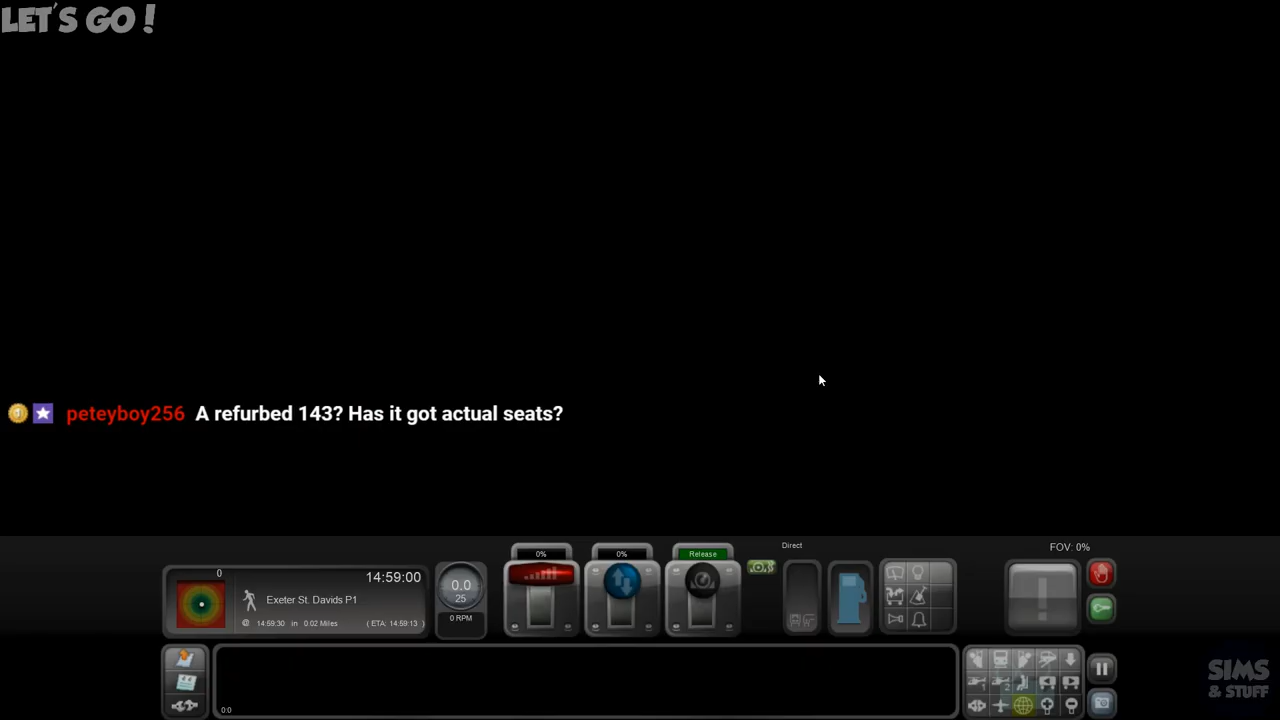 LET'S GO!
peteyboy256 A refurbed 143? Has it got actual seats?
Direct
FOV: 0%
0% 0% Release
0 14:59:00
Exeter St. Davids P1
@ 14:59:30 in 0.02 Miles ( ETA: 14:59:13 )
0.0
25
0 RPM
0:0
SIMS
& STUFF